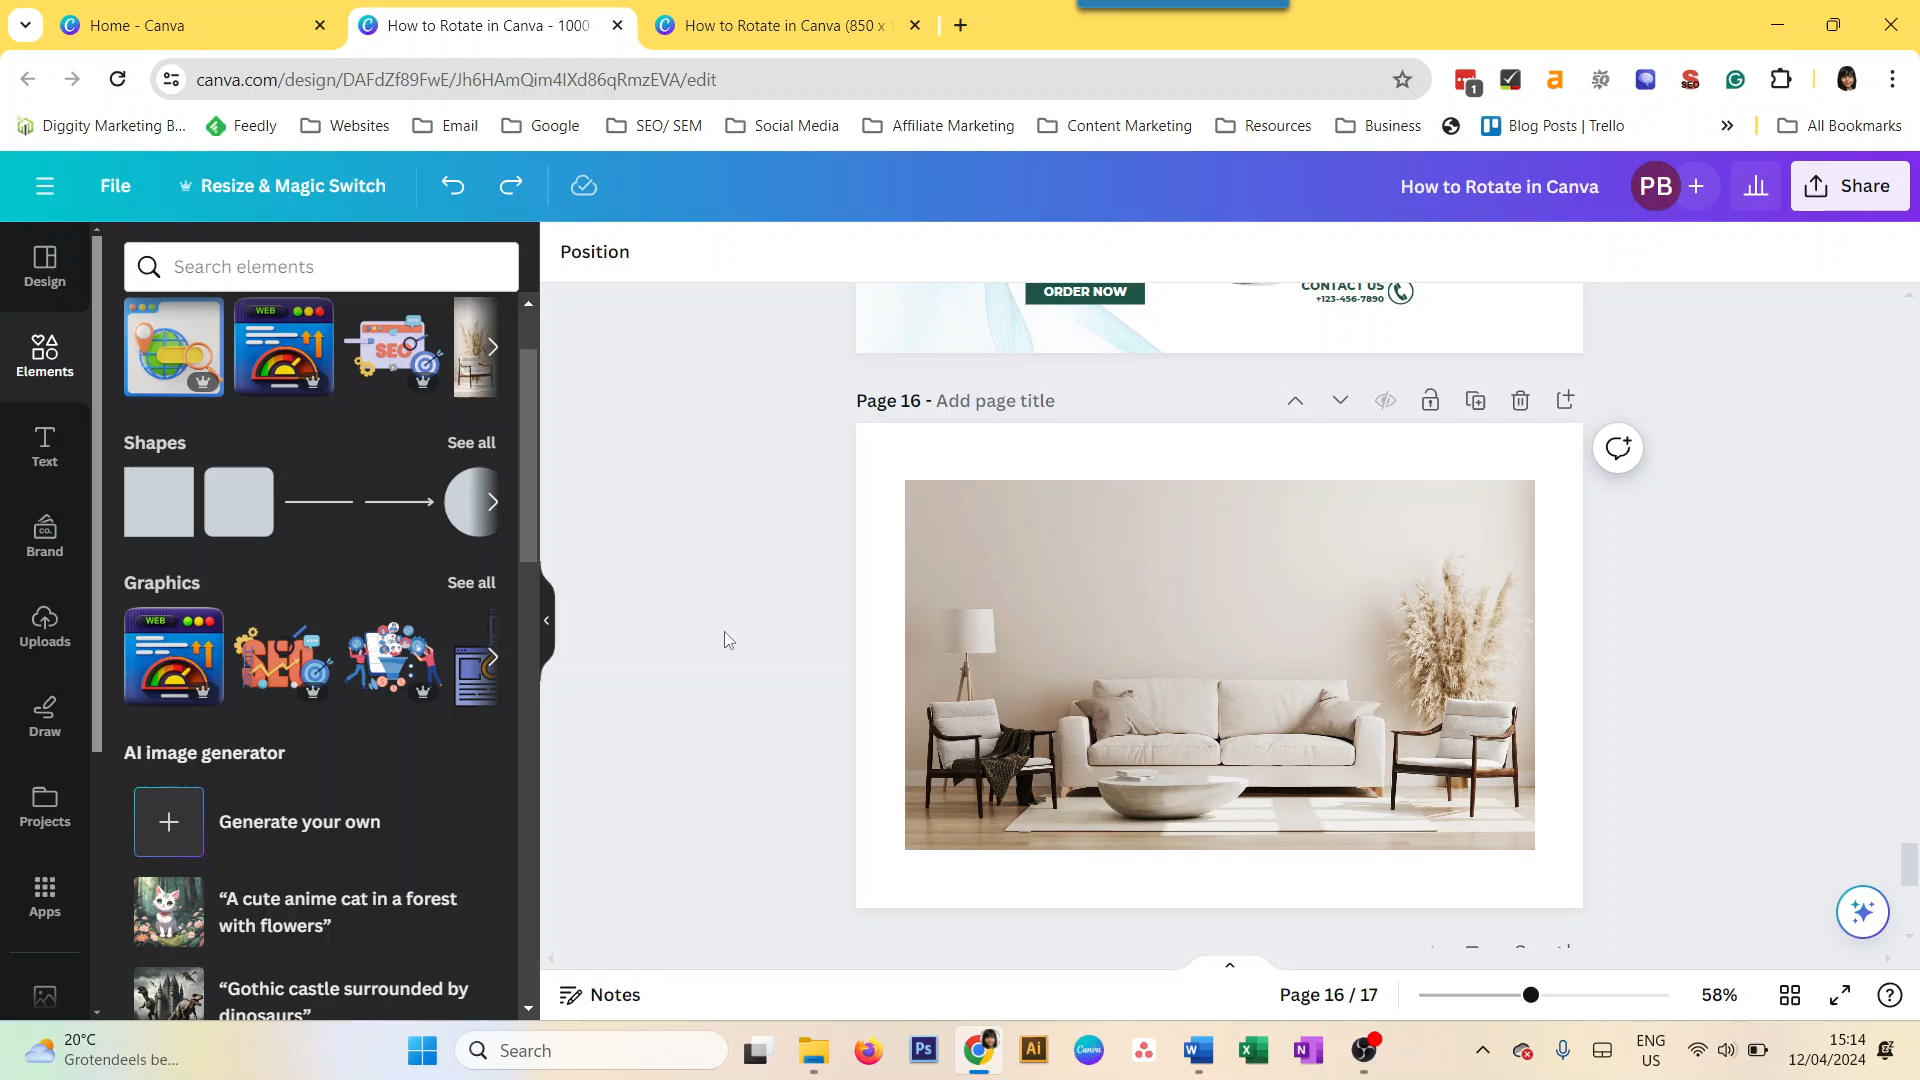 Home - Canva
How to Rotate in Canva - 1000
How to Rotate in Canva (850 x
canva.com/design/DAFdZf89FwE/Jh6HAmQim4lXd86qRmzEVA/edit
1
SEO
Diggity Marketing B...
Feedly
Websites
Email
Google
SEO/ SEM
Social Media
Affiliate Marketing
Content Marketing
Resources
Business
Blog Posts | Trello
All Bookmarks
File
Resize & Magic Switch
How to Rotate in Canva
PB
Share
Design
Elements
Text
Brand
Uploads
Draw
Projects
Apps
Search elements
WEB
SEO
Shapes
See all
Graphics
See all
WEB
SEO
AI image generator
Generate your own
“A cute anime cat in a forest
with flowers”
“Gothic castle surrounded by
dinosaurs”
Position
ORDER NOW
CONTACT US
+123-456-7890
Page 16 - Add page title
Notes
Page 16 / 17
58%
20°C
Grotendeels be...
Search
Ps
Ai
Canva
ENG
US
15:14
12/04/2024